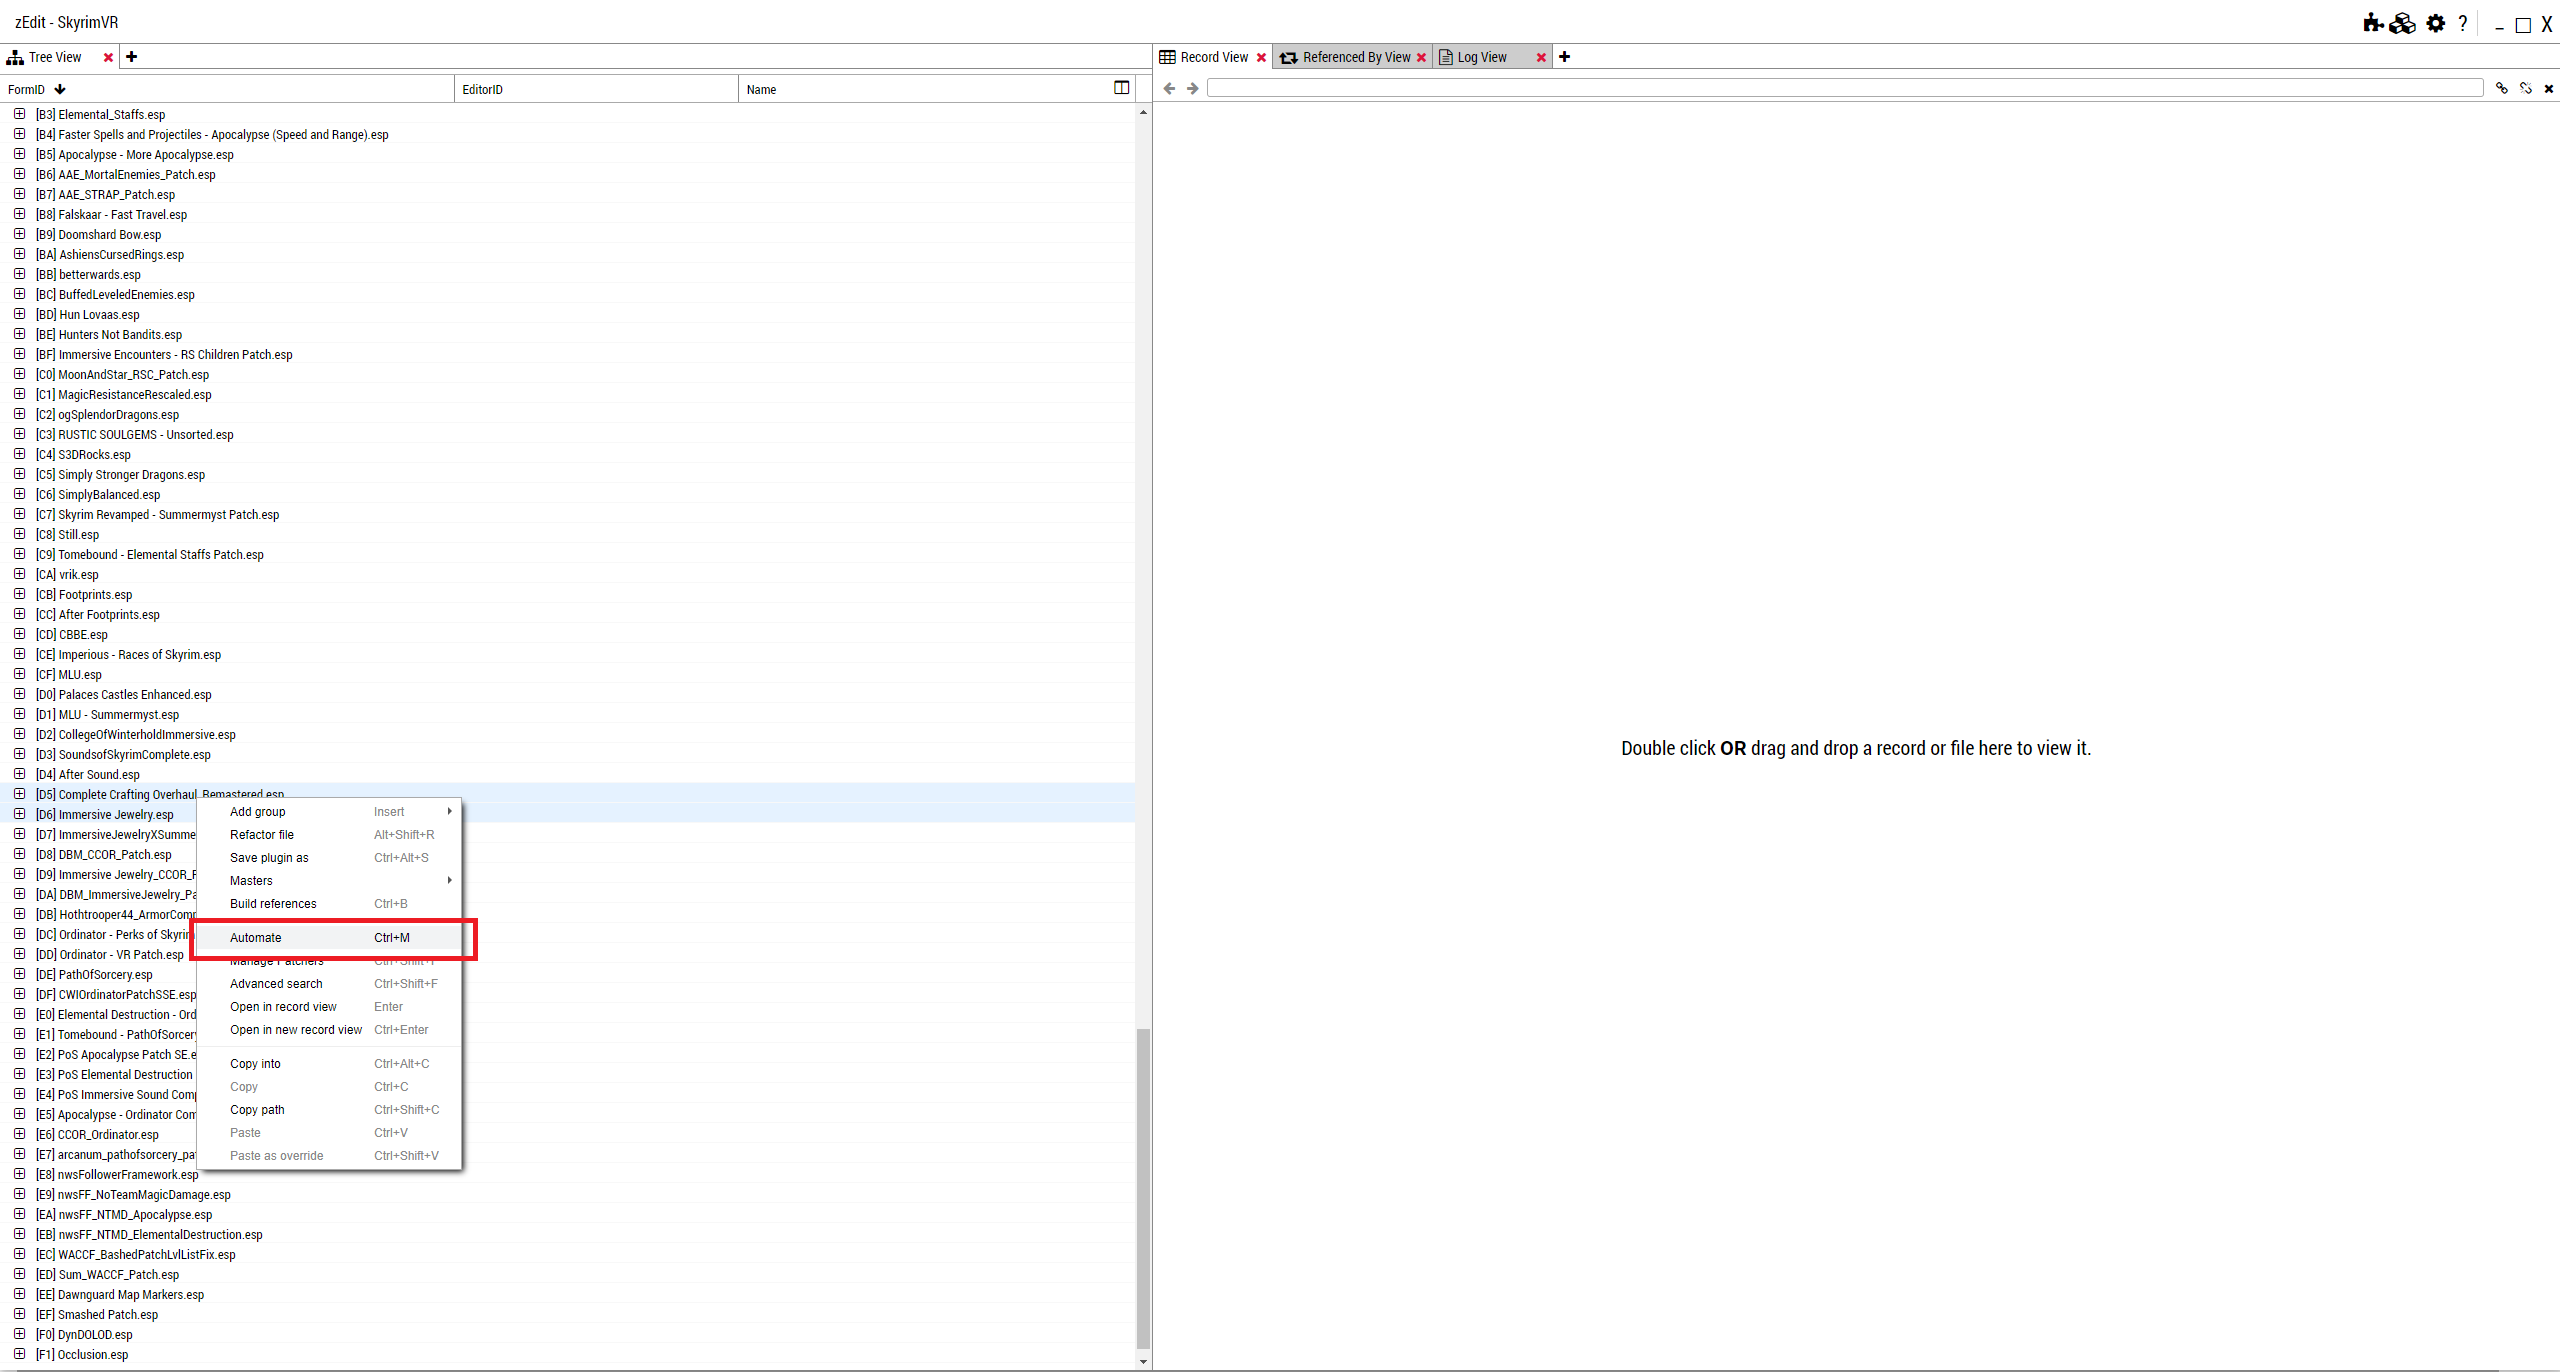 zEdit - SkyrimVR
?
X
Tree View
Record View
Referenced By View
Log View
FormID
EditorID
Name
[B3] Elemental_Staffs.esp
[B4] Faster Spells and Projectiles - Apocalypse (Speed and Range).esp
[B5] Apocalypse - More Apocalypse.esp
[B6] AAE_MortalEnemies_Patch.esp
[B7] AAE_STRAP_Patch.esp
[B8] Falskaar - Fast Travel.esp
[B9] Doomshard Bow.esp
[BA] AshiensCursedRings.esp
[BB] betterwards.esp
[BC] BuffedLeveledEnemies.esp
[BD] Hun Lovaas.esp
[BE] Hunters Not Bandits.esp
[BF] Immersive Encounters - RS Children Patch.esp
[C0] MoonAndStar_RSC_Patch.esp
[C1] MagicResistanceRescaled.esp
[C2] ogSplendorDragons.esp
[C3] RUSTIC SOULGEMS - Unsorted.esp
[C4] S3DRocks.esp
[C5] Simply Stronger Dragons.esp
[C6] SimplyBalanced.esp
[C7] Skyrim Revamped - Summermyst Patch.esp
[C8] Still.esp
[C9] Tomebound - Elemental Staffs Patch.esp
[CA] vrik.esp
[CB] Footprints.esp
[CC] After Footprints.esp
[CD] CBBE.esp
[CE] Imperious - Races of Skyrim.esp
[CF] MLU.esp
[D0] Palaces Castles Enhanced.esp
[D1] MLU - Summermyst.esp
[D2] CollegeOfWinterholdImmersive.esp
[D3] SoundsofSkyrimComplete.esp
[D4] After Sound.esp
[D5] Complete Crafting Overhaul_Remastered.esp
[D6] Immersive Jewelry.esp
[D7] ImmersiveJewelryXSumme
[D8] DBM_CCOR_Patch.esp
[D9] Immersive Jewelry_CCOR_
[DA] DBM_ImmersiveJewelry_Pa
[DB] Hothtrooper44_ArmorCom
[DC] Ordinator - Perks of Skyrim
[DD] Ordinator - VR Patch.esp
[DE] PathOfSorcery.esp
[DF] CWIOrdinatorPatchSSE.esp
[E0] Elemental Destruction - Ord
[E1] Tomebound - PathOfSorcery
[E2] PoS Apocalypse Patch SE.e
[E3] PoS Elemental Destruction
[E4] PoS Immersive Sound Comp
[E5] Apocalypse - Ordinator Com
[E6] CCOR_Ordinator.esp
[E7] arcanum_pathofsorcery_pa
[E8] nwsFollowerFramework.esp
[E9] nwsFF_NoTeamMagicDamage.esp
[EA] nwsFF_NTMD_Apocalypse.esp
[EB] nwsFF_NTMD_ElementalDestruction.esp
[EC] WACCF_BashedPatchLvlListFix.esp
[ED] Sum_WACCF_Patch.esp
[EE] Dawnguard Map Markers.esp
[EF] Smashed Patch.esp
[F0] DynDOLOD.esp
[F1] Occlusion.esp
Add group Insert
Refactor file Alt+Shift+R
Save plugin as Ctrl+Alt+S
Masters
Build references Ctrl+B
Automate Ctrl+M
Manage Patchers Ctrl+Shift+P
Advanced search Ctrl+Shift+F
Open in record view Enter
Open in new record view Ctrl+Enter
Copy into Ctrl+Alt+C
Copy Ctrl+C
Copy path Ctrl+Shift+C
Paste Ctrl+V
Paste as override Ctrl+Shift+V
Double click OR drag and drop a record or file here to view it.